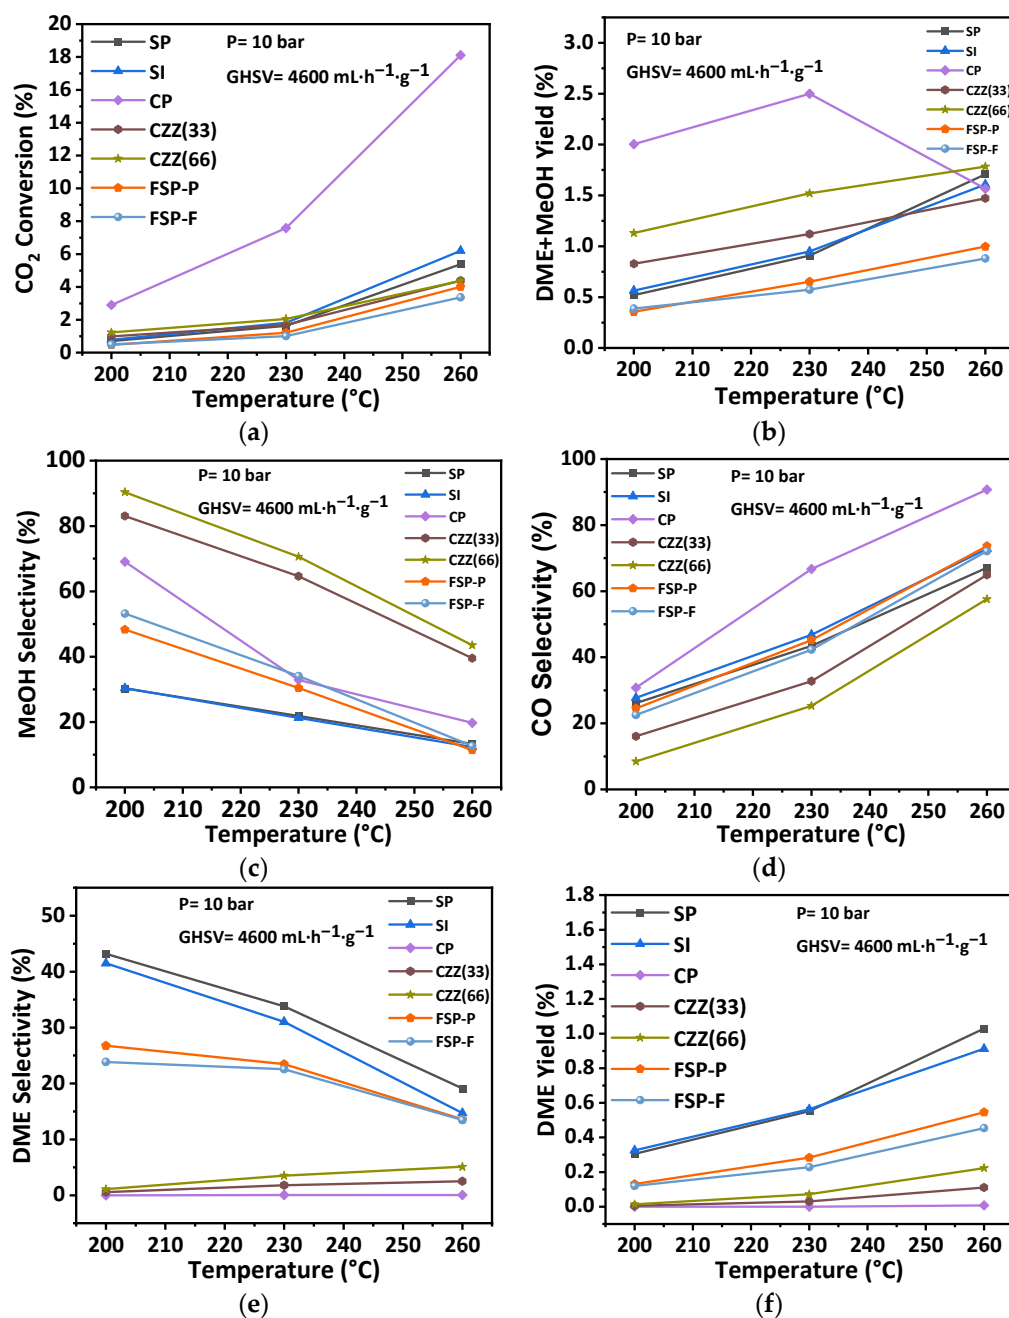 20
18
16
14
12
10
8
6
4
2
0
CO₂ Conversion (%)
SP
SI
CP
CZZ(33)
CZZ(66)
FSP-P
FSP-F
P= 10 bar
GHSV= 4600 mL·h⁻¹·g⁻¹
200 210 220 230 240 250 260
Temperature (°C)
(a)
3.0
2.5
2.0
1.5
1.0
0.5
0.0
DME+MeOH Yield (%)
P= 10 bar
GHSV= 4600 mL·h⁻¹·g⁻¹
SP
SI
CP
CZZ(33)
CZZ(66)
FSP-P
FSP-F
200 210 220 230 240 250 260
Temperature (°C)
(b)
100
80
60
40
20
0
MeOH Selectivity (%)
P= 10 bar
GHSV= 4600 mL·h⁻¹·g⁻¹
SP
SI
CP
CZZ(33)
CZZ(66)
FSP-P
FSP-F
200 210 220 230 240 250 260
Temperature (°C)
(c)
100
80
60
40
20
0
CO Selectivity (%)
SP
SI
CP
CZZ(33)
CZZ(66)
FSP-P
FSP-F
P= 10 bar
GHSV= 4600 mL·h⁻¹·g⁻¹
200 210 220 230 240 250 260
Temperature (°C)
(d)
50
40
30
20
10
0
DME Selectivity (%)
P= 10 bar
GHSV= 4600 mL·h⁻¹·g⁻¹
SP
SI
CP
CZZ(33)
CZZ(66)
FSP-P
FSP-F
200 210 220 230 240 250 260
Temperature (°C)
(e)
1.8
1.6
1.4
1.2
1.0
0.8
0.6
0.4
0.2
0.0
DME Yield (%)
SP
SI
CP
CZZ(33)
CZZ(66)
FSP-P
FSP-F
P= 10 bar
GHSV= 4600 mL·h⁻¹·g⁻¹
200 210 220 230 240 250 260
Temperature (°C)
(f)